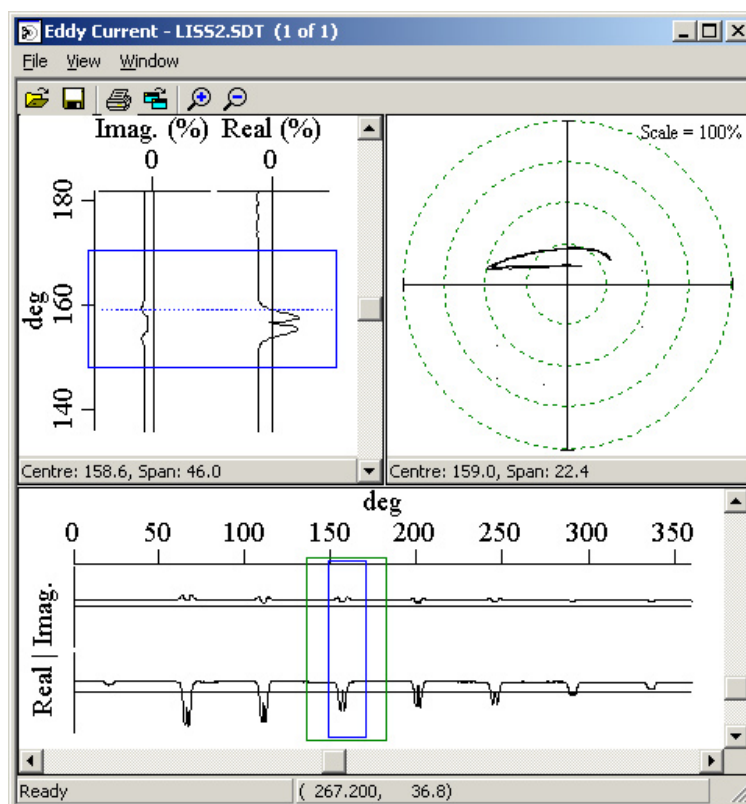 Eddy Current - LISS2.SDT (1 of 1)
File View Window
Imag. (%) Real (%)
0 0
180
160
140
deg
Scale = 100%
Centre: 158.6, Span: 46.0
Centre: 159.0, Span: 22.4
deg
0 50 100 150 200 250 300 350
Real | Imag.
Ready
( 267.200, 36.8)